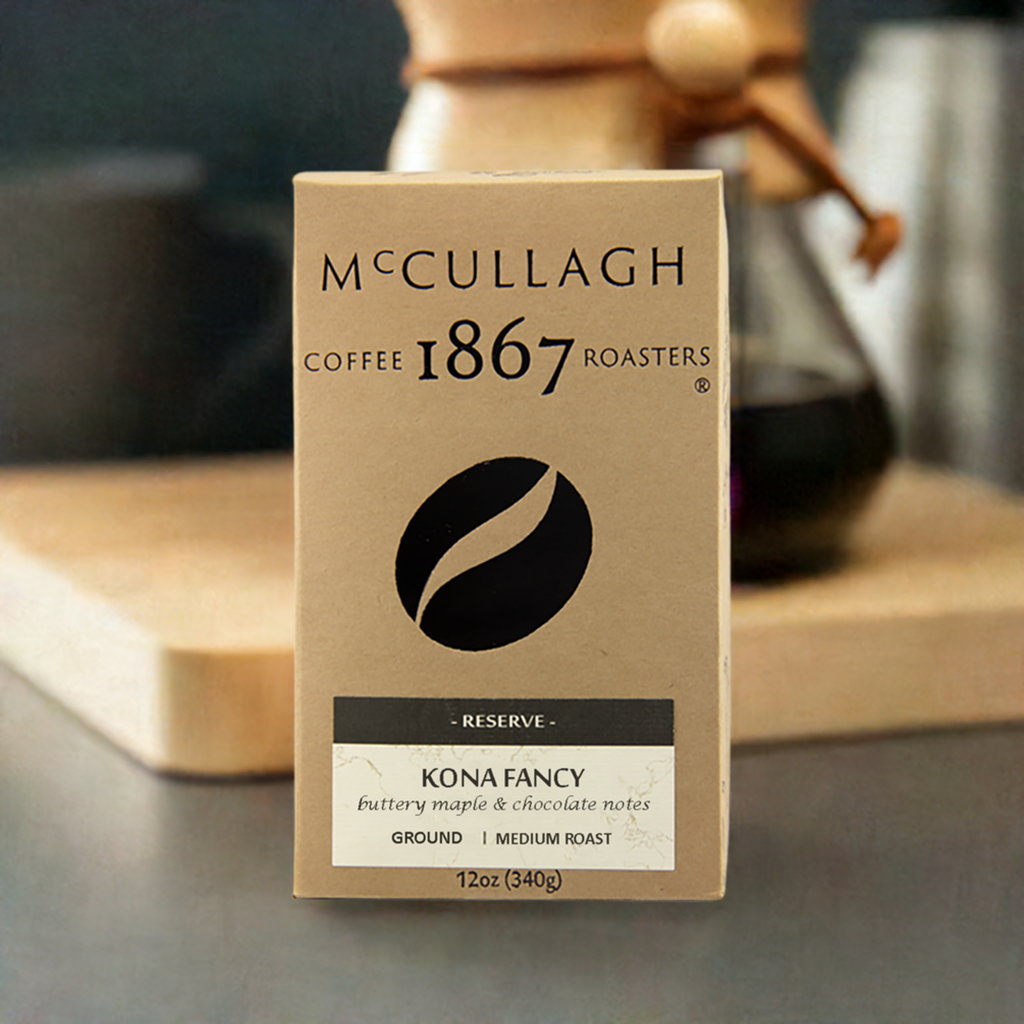 McCULLAGH
COFFEE 1867 ROASTERS
®
- RESERVE -
KONA FANCY
buttery maple & chocolate notes
GROUND | MEDIUM ROAST
12oz (340g)